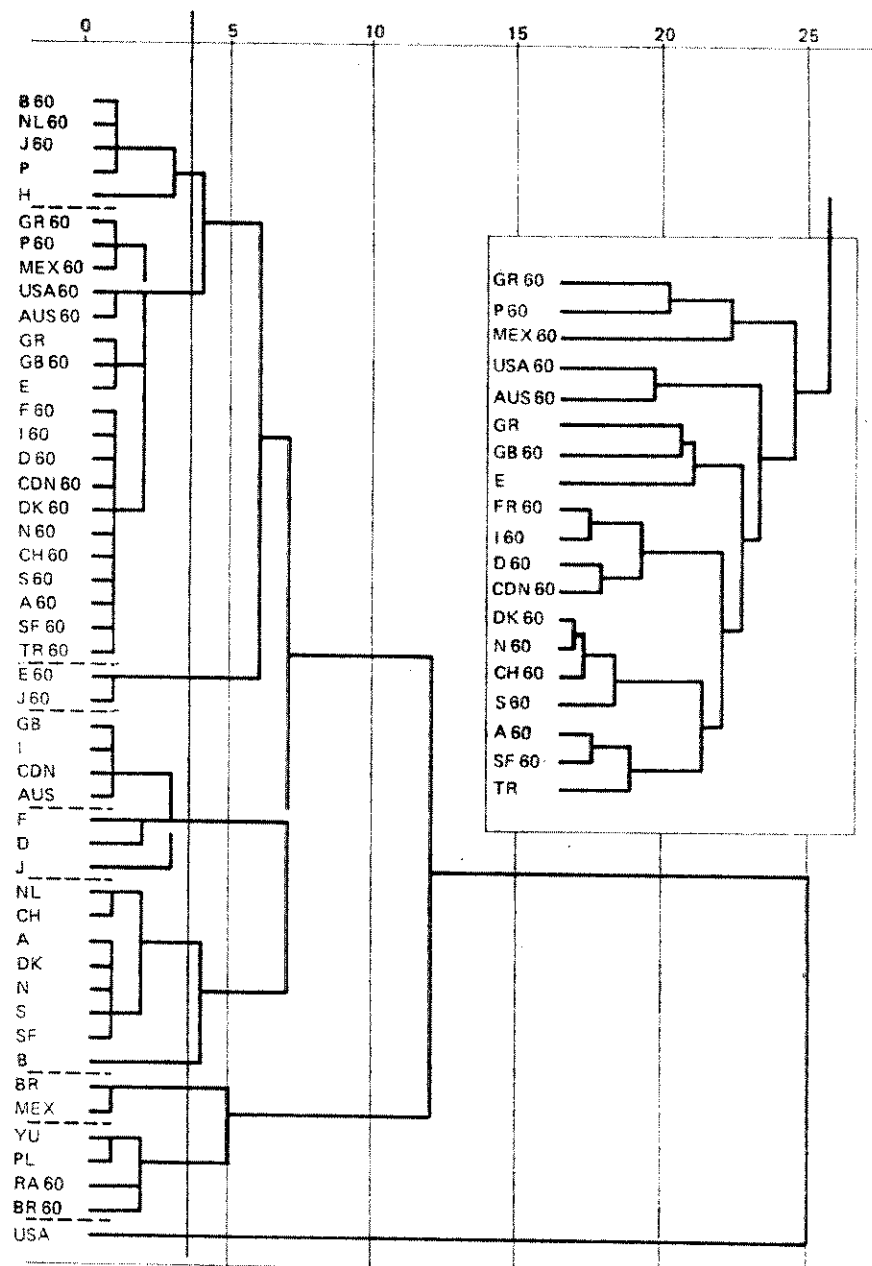 0 5 10 15 20 25
B 60
NL 60
J 60
P
H
GR 60
P 60
MEX 60
USA 60
AUS 60
GR
GB 60
E
F 60
I 60
D 60
CDN 60
DK 60
N 60
CH 60
S 60
A 60
SF 60
TR 60
E 60
J 60
GB
I
CDN
AUS
F
D
J
NL
CH
A
DK
N
S
SF
B
BR
MEX
YU
PL
RA 60
BR 60
USA
GR 60
P 60
MEX 60
USA 60
AUS 60
GR
GB 60
E
FR 60
I 60
D 60
CDN 60
DK 60
N 60
CH 60
S 60
A 60
SF 60
TR